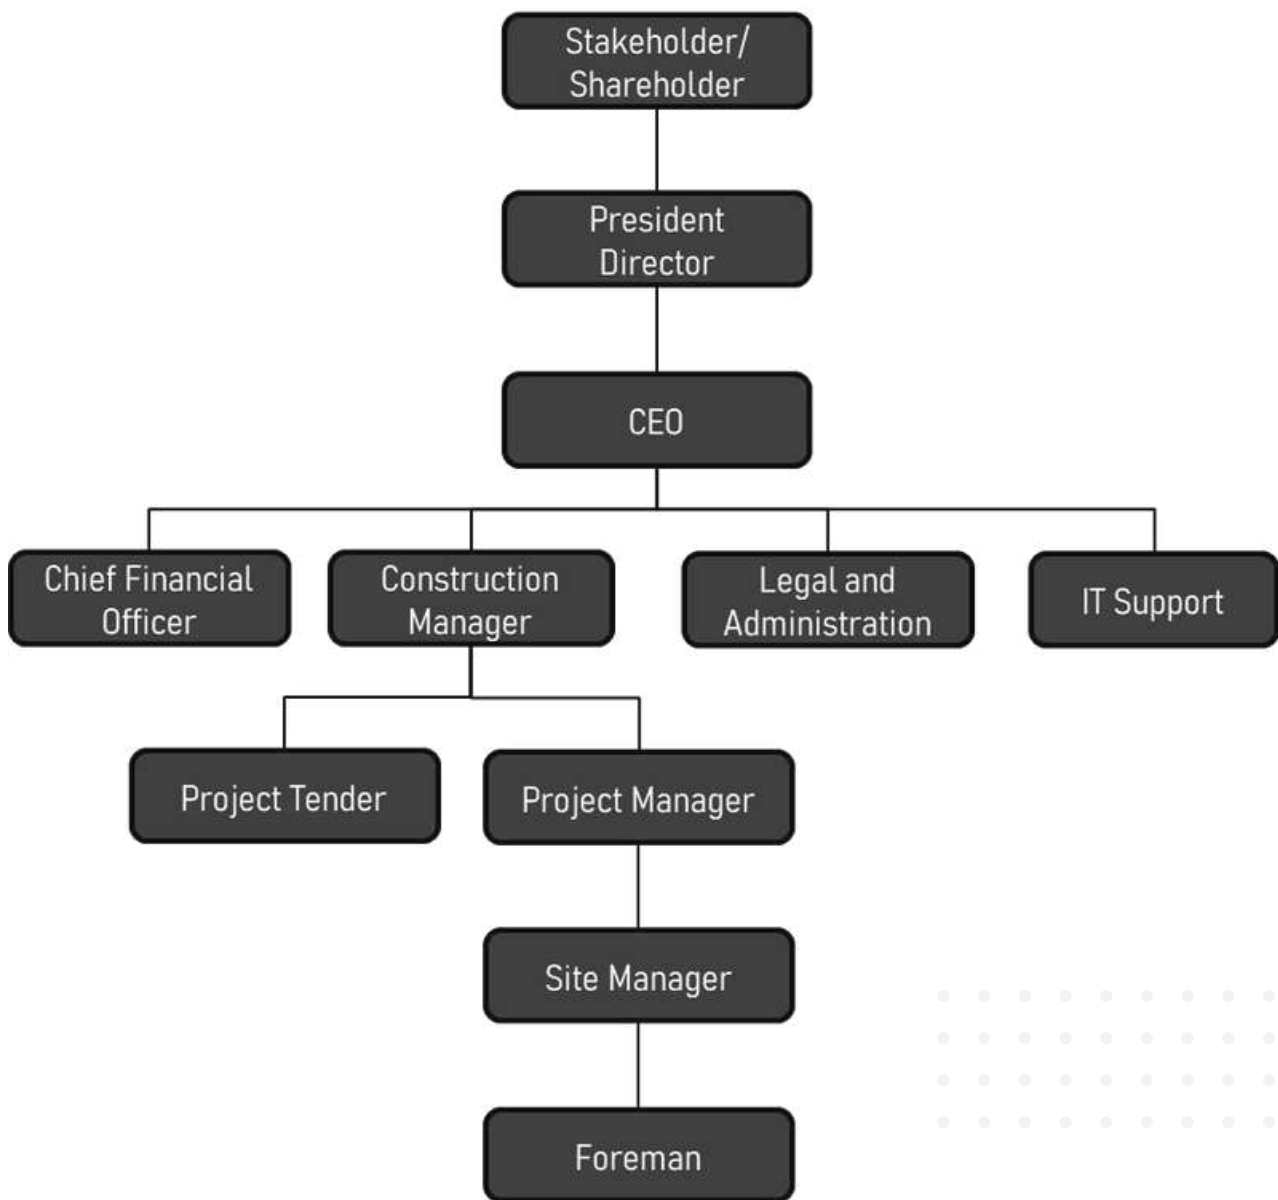 Stakeholder/
Shareholder
President
Director
CEO
Chief Financial
Officer
Construction
Manager
Legal and
Administration
IT Support
Project Tender
Project Manager
Site Manager
Foreman